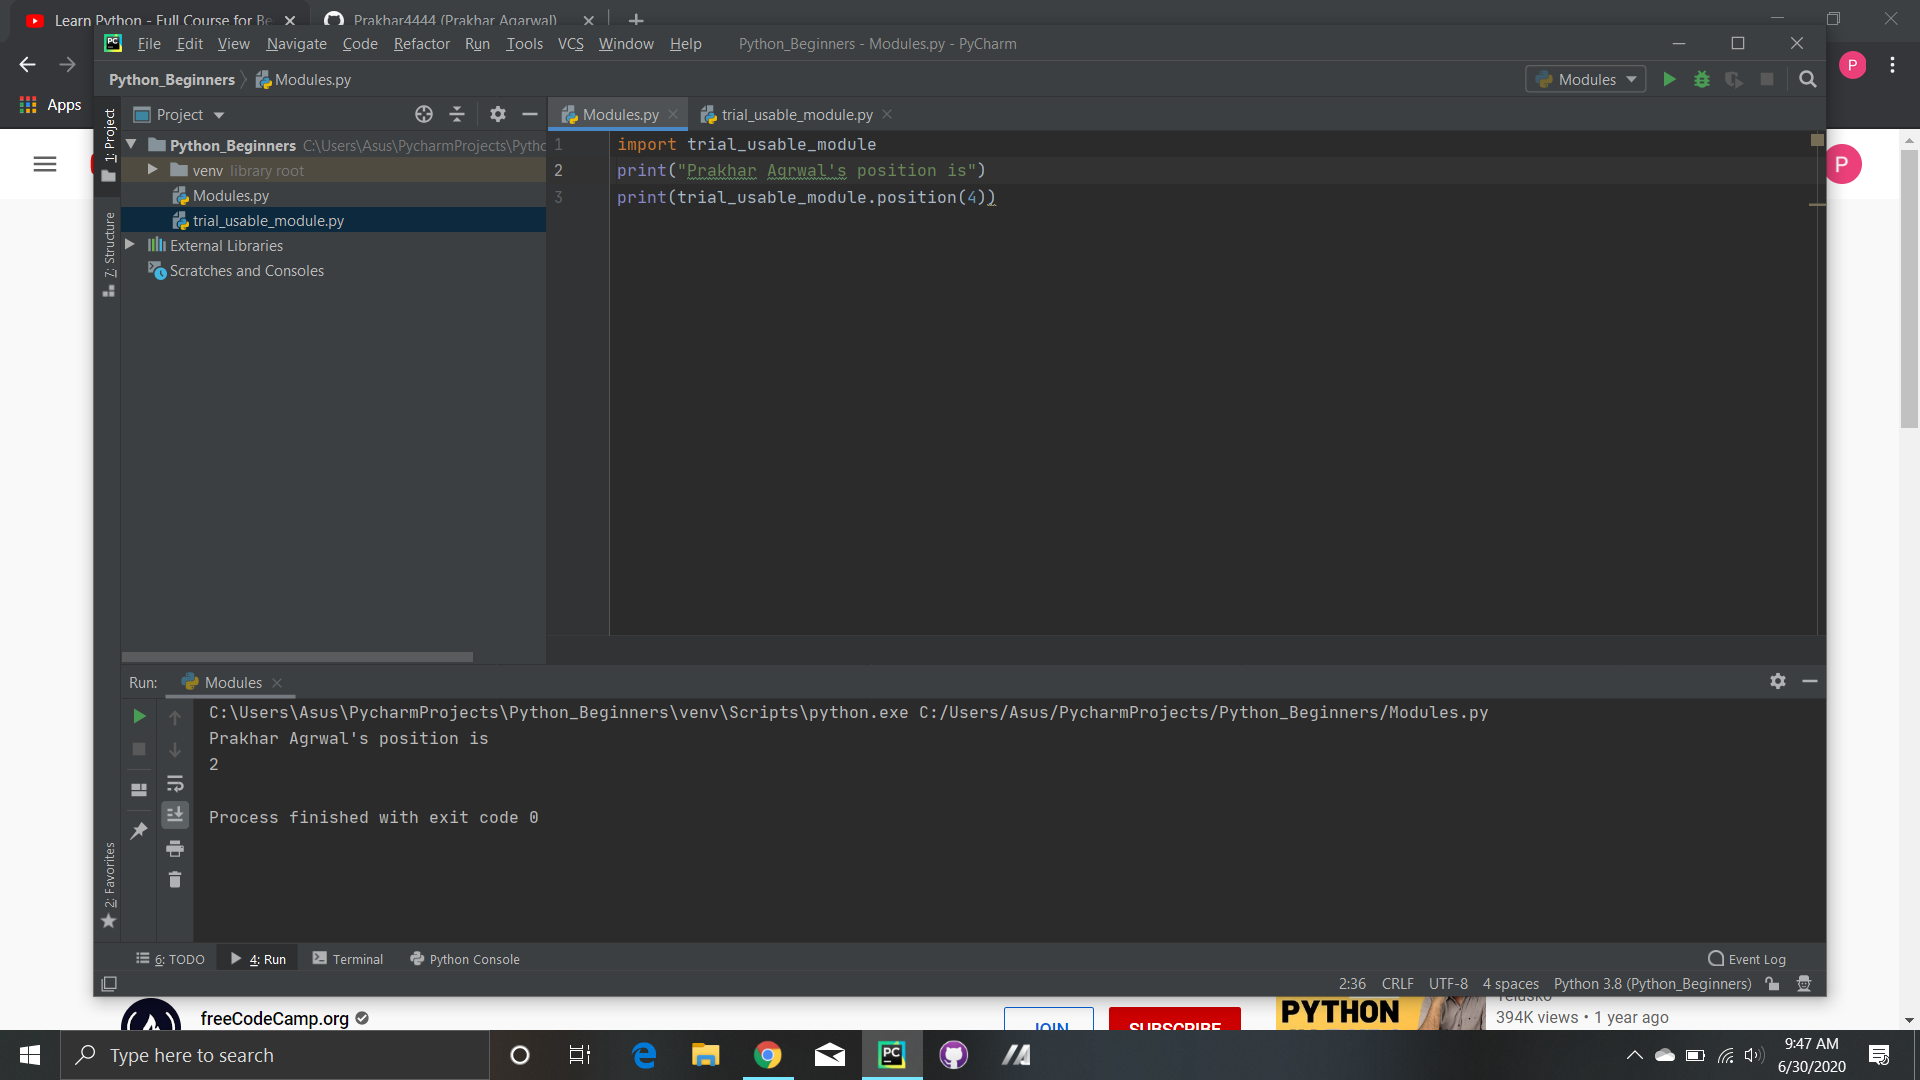 Learn Python - Full Course for Be
Prakhar4444 (Prakhar Agarwal)
File Edit View Navigate Code Refactor Run Tools VCS Window Help Python_Beginners - Modules.py - PyCharm
P
Python_Beginners Modules.py
Modules
Apps
1: Project
Project
Modules.py
trial_usable_module.py
Python_Beginners C:\Users\Asus\PycharmProjects\Pytho
venv library root
Modules.py
trial_usable_module.py
External Libraries
Scratches and Consoles
7: Structure
1 import trial_usable_module
2 print("Prakhar Agrwal's position is")
3 print(trial_usable_module.position(4))
P
Run: Modules
C:\Users\Asus\PycharmProjects\Python_Beginners\venv\Scripts\python.exe C:/Users/Asus/PycharmProjects/Python_Beginners/Modules.py
Prakhar Agrwal's position is
2
Process finished with exit code 0
2: Favorites
6: TODO 4: Run Terminal Python Console Event Log
2:36 CRLF UTF-8 4 spaces Python 3.8 (Python_Beginners)
freeCodeCamp.org
JOIN
SUBSCRIBE
PYTHON
Telusko
394K views • 1 year ago
Type here to search
PC
9:47 AM
6/30/2020